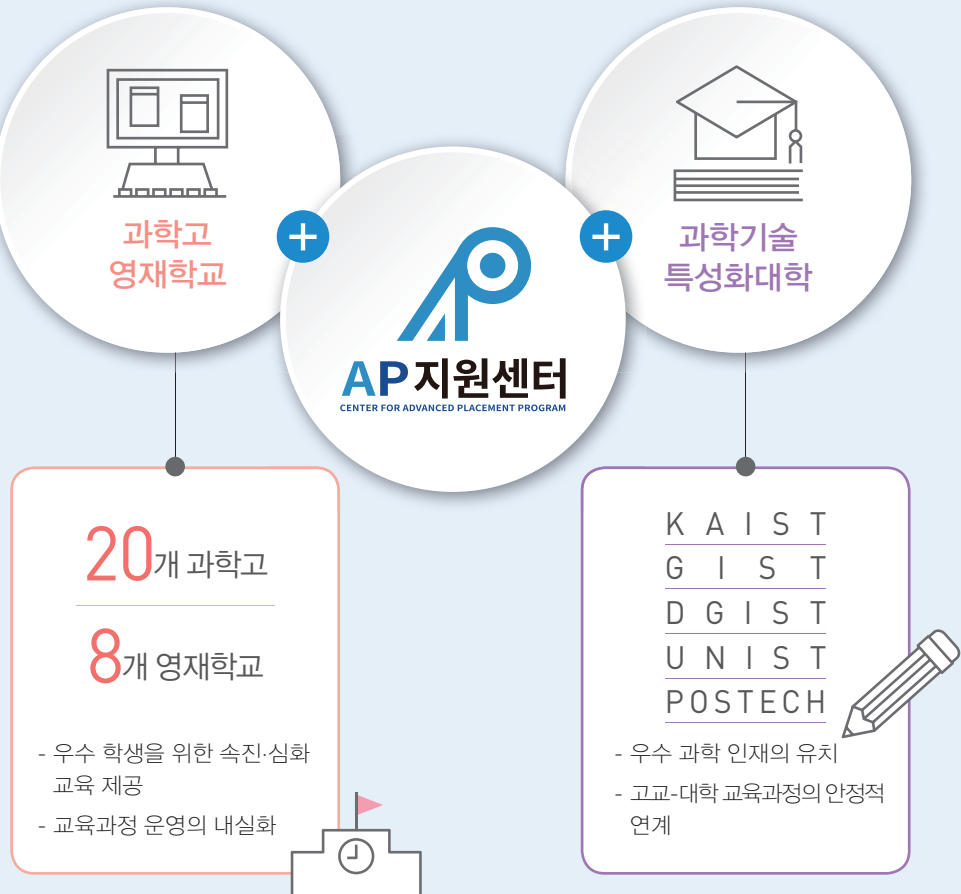 과학고
영재학교
AP지원센터
CENTER FOR ADVANCED PLACEMENT PROGRAM
과학기술
특성화대학
20개 과학고
8개 영재학교
- 우수 학생을 위한 속진·심화
교육 제공
- 교육과정 운영의 내실화
KAIST
GIST
DGIST
UNIST
POSTECH
- 우수 과학 인재의 유치
- 고교-대학 교육과정의 안정적
연계